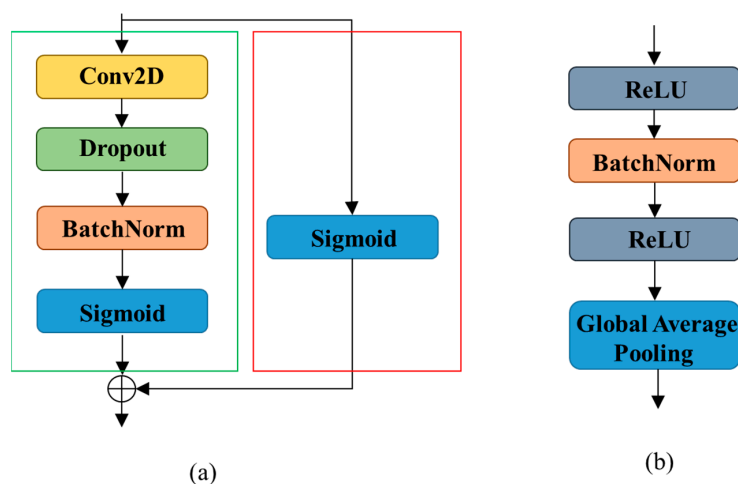 Conv2D
Dropout
BatchNorm
Sigmoid
Sigmoid
(a)
ReLU
BatchNorm
ReLU
Global Average
Pooling
(b)